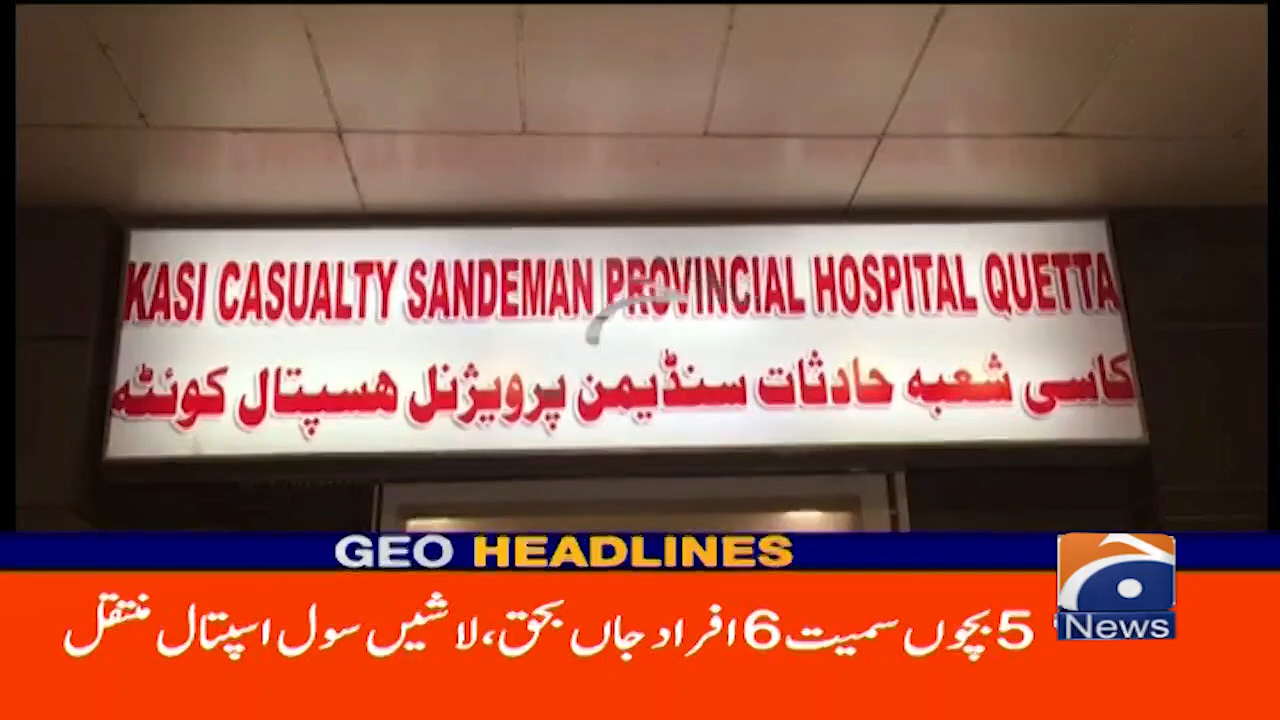 KASI CASUALTY SANDEMAN PROVINCIAL HOSPITAL QUETTA
کاسی شعبہ حادثات سنڈیمن پرویژنل ہسپتال کوئٹہ
GEO HEADLINES
5 بچوں سمیت 6 افراد جاں بحق، لاشیں سول اسپتال منتقل
News